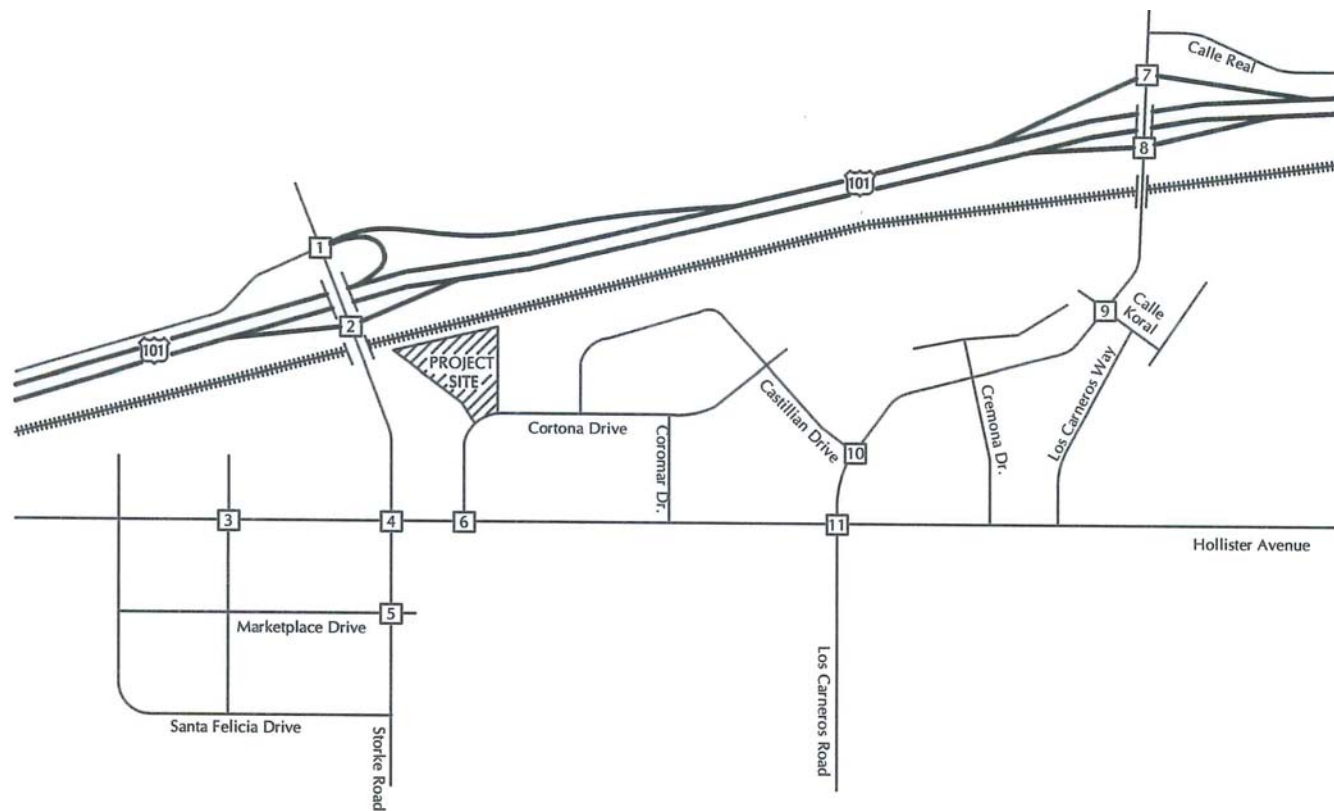 Calle Real
7
8
101
1
101
2
PROJECT
SITE
9
Calle
Koral
Los Carneros Way
Cortona Drive
Coromar Dr.
Castillian Drive
Cremona Dr.
10
3
4
6
11
Hollister Avenue
5
Marketplace Drive
Santa Felicia Drive
Storke Road
Los Carneros Road